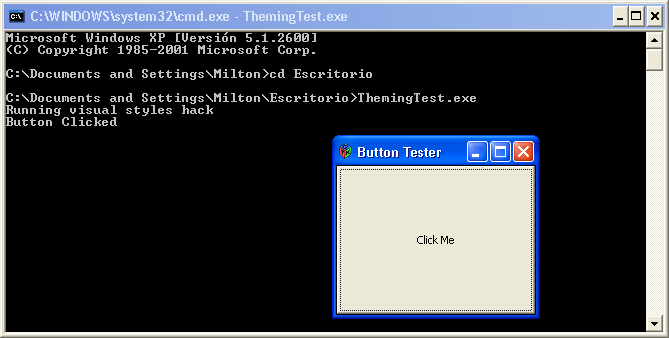 C:\WINDOWS\system32\cmd.exe - ThemingTest.exe
Microsoft Windows XP [Versión 5.1.2600]
(C) Copyright 1985-2001 Microsoft Corp.
C:\Documents and Settings\Milton>cd Escritorio
C:\Documents and Settings\Milton\Escritorio>ThemingTest.exe
Running visual styles hack
Button Clicked
Button Tester
Click Me